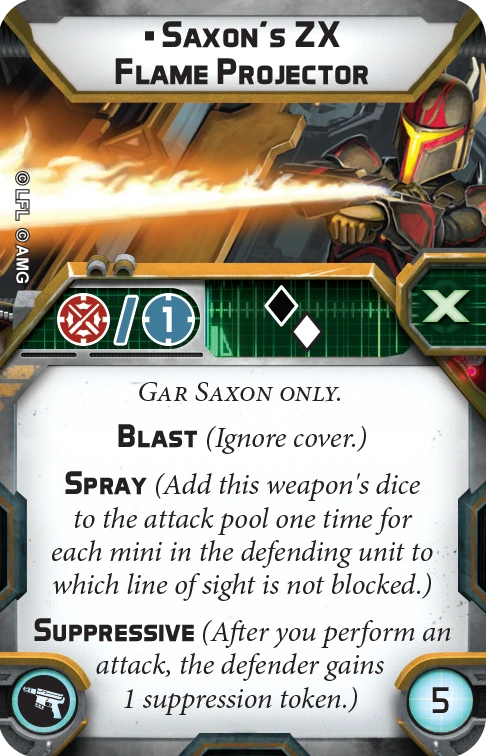 ▪ Saxon´s ZX
Flame Projector
© LFL © AMG
/ 1
X
Gar Saxon only.
Blast (Ignore cover.)
Spray (Add this weapon's dice
to the attack pool one time for
each mini in the defending unit to
which line of sight is not blocked.)
Suppressive (After you perform an
attack, the defender gains
1 suppression token.)
5